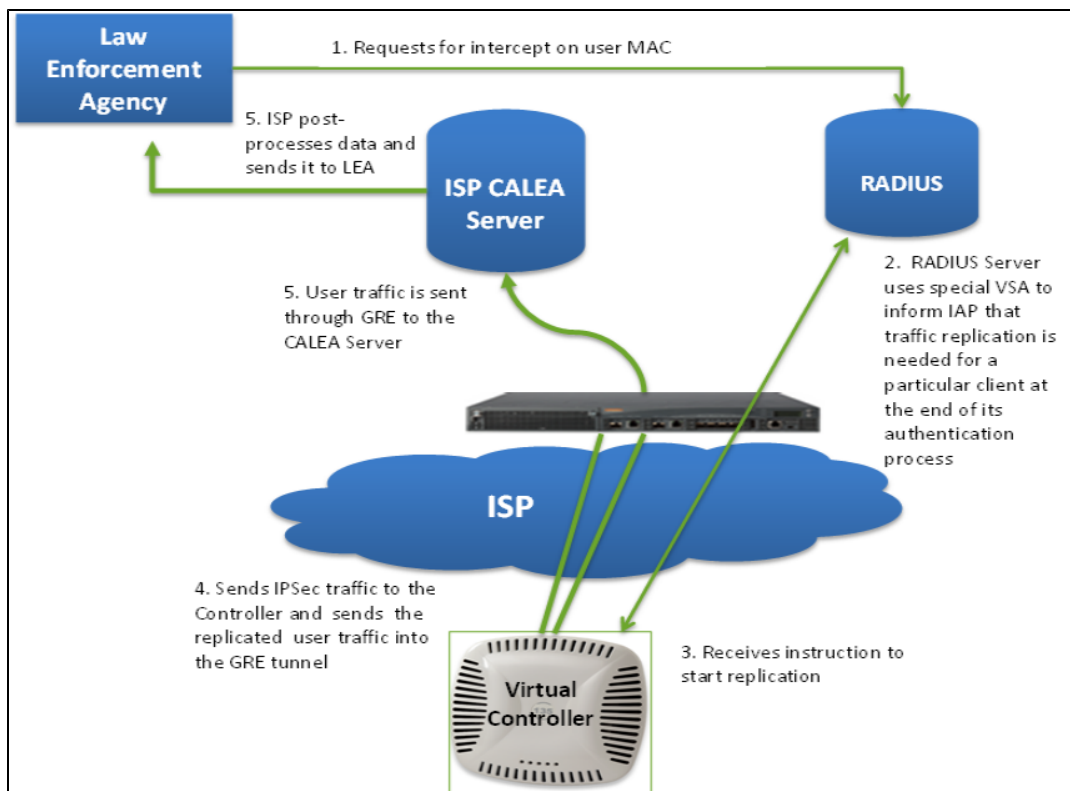 Law
Enforcement
Agency
1. Requests for intercept on user MAC
5. ISP post-
processes data and
sends it to LEA
ISP CALEA
Server
RADIUS
2. RADIUS Server
uses special VSA to
inform IAP that
traffic replication is
needed for a
particular client at
the end of its
authentication
process
5. User traffic is sent
through GRE to the
CALEA Server
ISP
4. Sends IPSec traffic to the
Controller and sends the
replicated user traffic into
the GRE tunnel
3. Receives instruction to
start replication
Virtual
Controller